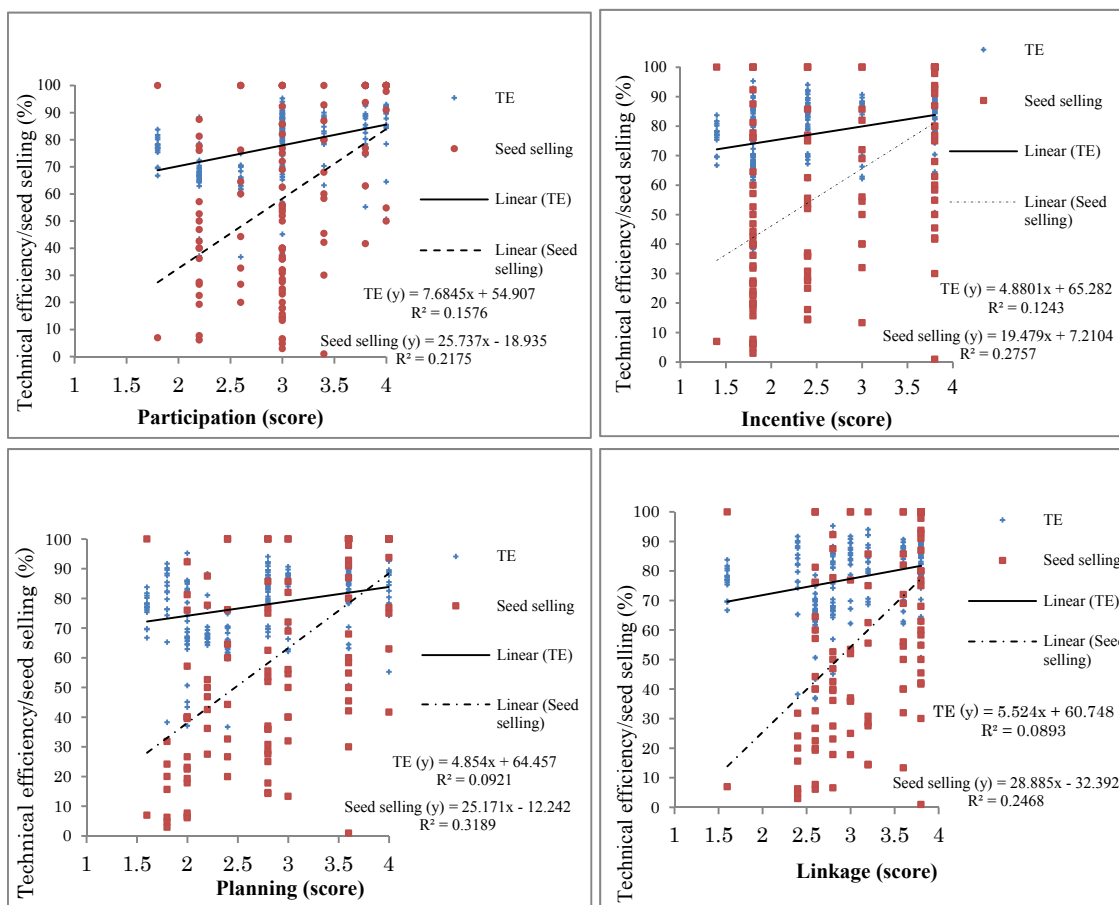 Technical efficiency/seed selling (%)
100
90
80
70
60
50
40
30
20
10
0
1
1.5
2
2.5
3
3.5
4
Participation (score)
TE
Seed selling
Linear (TE)
Linear (Seed
selling)
TE (y) = 7.6845x + 54.907
R² = 0.1576
Seed selling (y) = 25.737x - 18.935
R² = 0.2175
Technical efficiency/seed selling (%)
100
90
80
70
60
50
40
30
20
10
0
1
1.5
2
2.5
3
3.5
4
Incentive (score)
TE
Seed selling
Linear (TE)
Linear (Seed
selling)
TE (y) = 4.8801x + 65.282
R² = 0.1243
Seed selling (y) = 19.479x + 7.2104
R² = 0.2757
Technical efficiency/seed selling (%)
100
90
80
70
60
50
40
30
20
10
0
1
1.5
2
2.5
3
3.5
4
Planning (score)
TE
Seed selling
Linear (TE)
Linear (Seed
selling)
TE (y) = 4.854x + 64.457
R² = 0.0921
Seed selling (y) = 25.171x - 12.242
R² = 0.3189
Technical efficiency/seed selling (%)
100
90
80
70
60
50
40
30
20
10
0
1
1.5
2
2.5
3
3.5
4
Linkage (score)
TE
Seed selling
Linear (TE)
Linear (Seed
selling)
TE (y) = 5.524x + 60.748
R² = 0.0893
Seed selling (y) = 28.885x - 32.392
R² = 0.2468